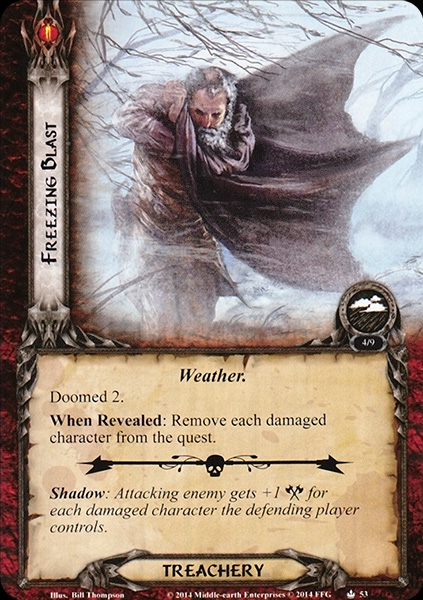 FREEZING BLAST
4/9
Weather.
Doomed 2.
When Revealed: Remove each damaged
character from the quest.
Shadow: Attacking enemy gets +1 for
each damaged character the defending player
controls.
TREACHERY
Illus. Bill Thompson © 2014 Middle-earth Enterprises © 2014 FFG 53